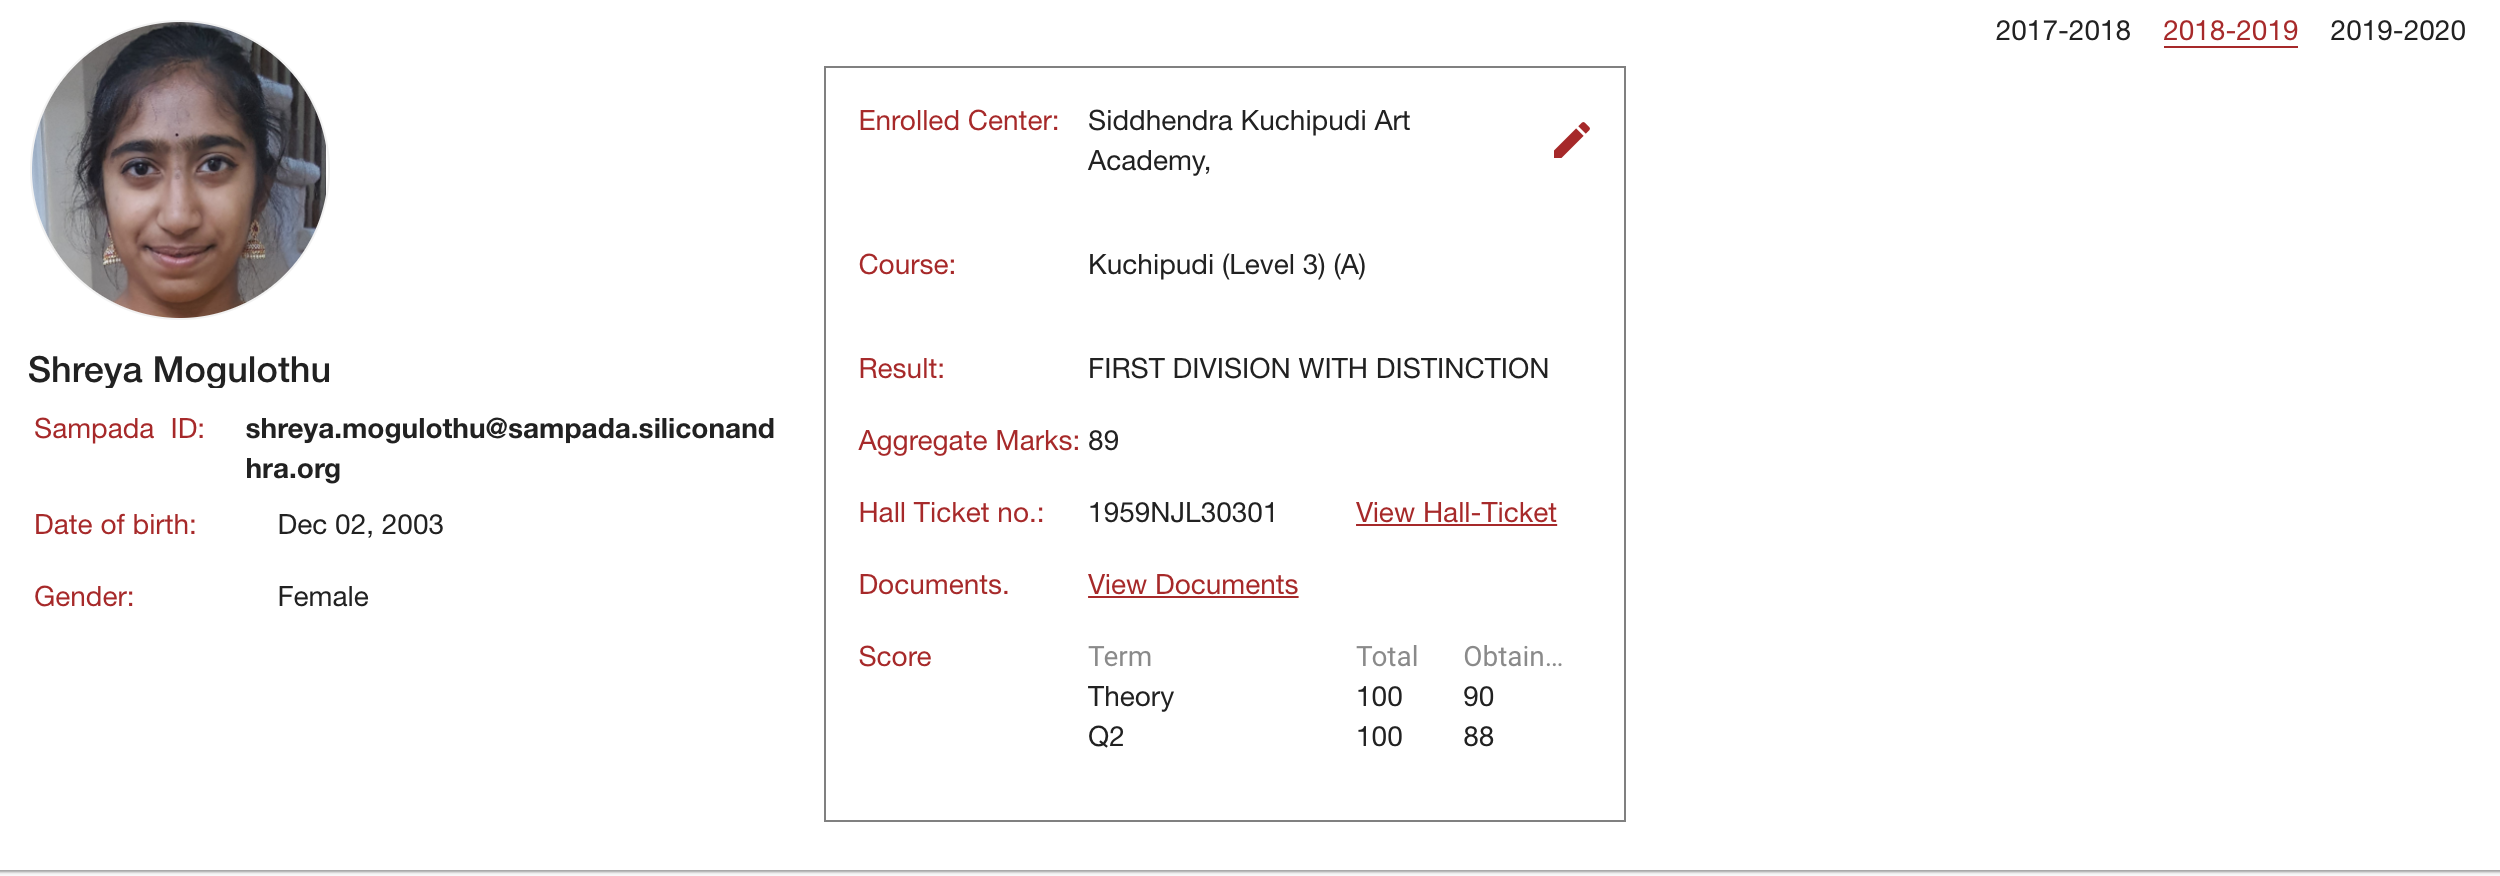 2017-2018 2018-2019 2019-2020
Shreya Mogulothu
Sampada ID: shreya.mogulothu@sampada.siliconand
hra.org
Date of birth: Dec 02, 2003
Gender: Female
Enrolled Center: Siddhendra Kuchipudi Art
Academy,
Course: Kuchipudi (Level 3) (A)
Result: FIRST DIVISION WITH DISTINCTION
Aggregate Marks: 89
Hall Ticket no.: 1959NJL30301 View Hall-Ticket
Documents. View Documents
Score Term Total Obtain...
Theory 100 90
Q2 100 88